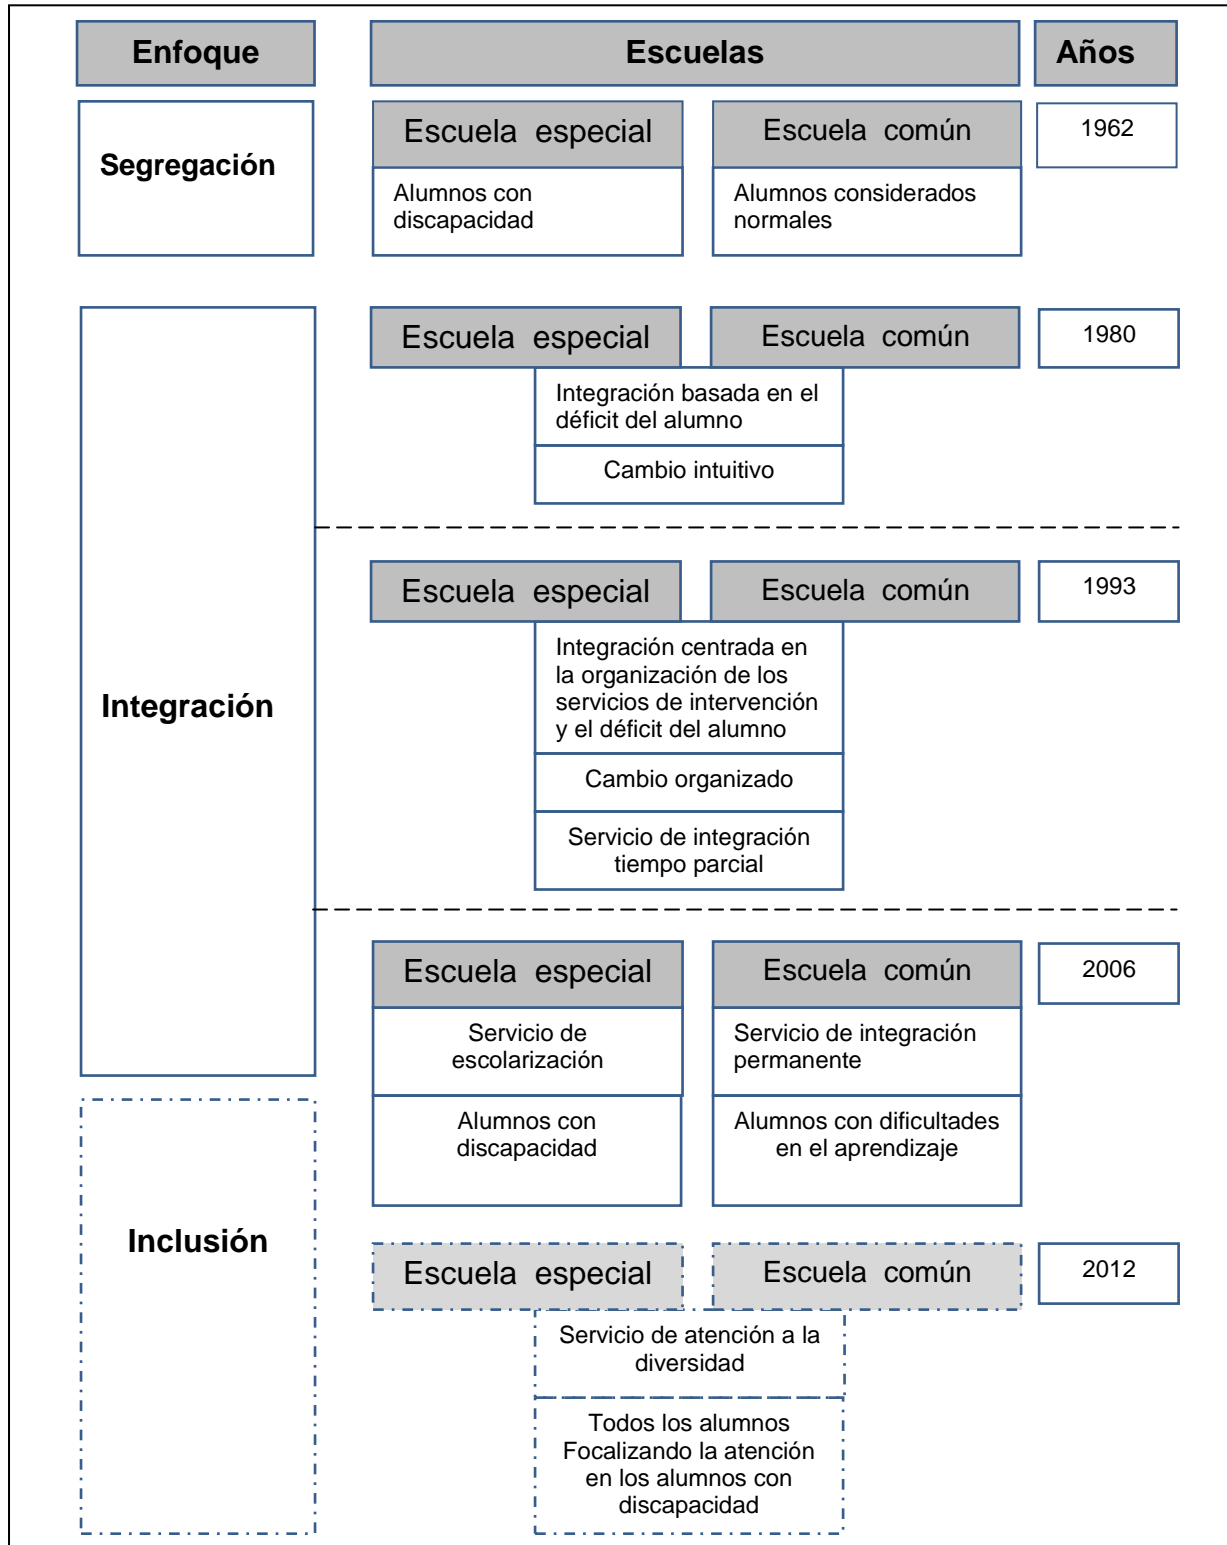 Enfoque
Escuelas
Años
Segregación
Escuela especial
Escuela común
1962
Alumnos con
discapacidad
Alumnos considerados
normales
Integración
Escuela especial
Escuela común
1980
Integración basada en el
déficit del alumno
Cambio intuitivo
Escuela especial
Escuela común
1993
Integración centrada en
la organización de los
servicios de intervención
y el déficit del alumno
Cambio organizado
Servicio de integración
tiempo parcial
Escuela especial
Escuela común
2006
Servicio de
escolarización
Servicio de integración
permanente
Alumnos con
discapacidad
Alumnos con dificultades
en el aprendizaje
Inclusión
Escuela especial
Escuela común
2012
Servicio de atención a la
diversidad
Todos los alumnos
Focalizando la atención
en los alumnos con
discapacidad